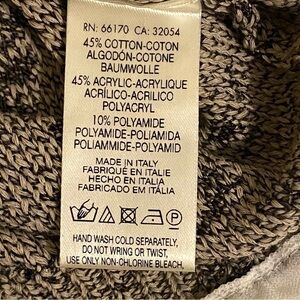 RN: 66170 CA: 32054
45% COTTON-COTON
ALGODÓN-COTONE
BAUMWOLLE
45% ACRYLIC-ACRYLIQUE
ACRÍLICO-ACRILICO
POLYACRYL
10% POLYAMIDE
POLYAMIDE-POLIAMIDA
POLIAMMIDE-POLYAMID
MADE IN ITALY
FABRIQUÉ EN ITALIE
HECHO EN ITALIA
FABRICADO EM ITÁLIA
P
HAND WASH COLD SEPARATELY,
DO NOT WRING OR TWIST,
USE ONLY NON-CHLORINE BLEACH,